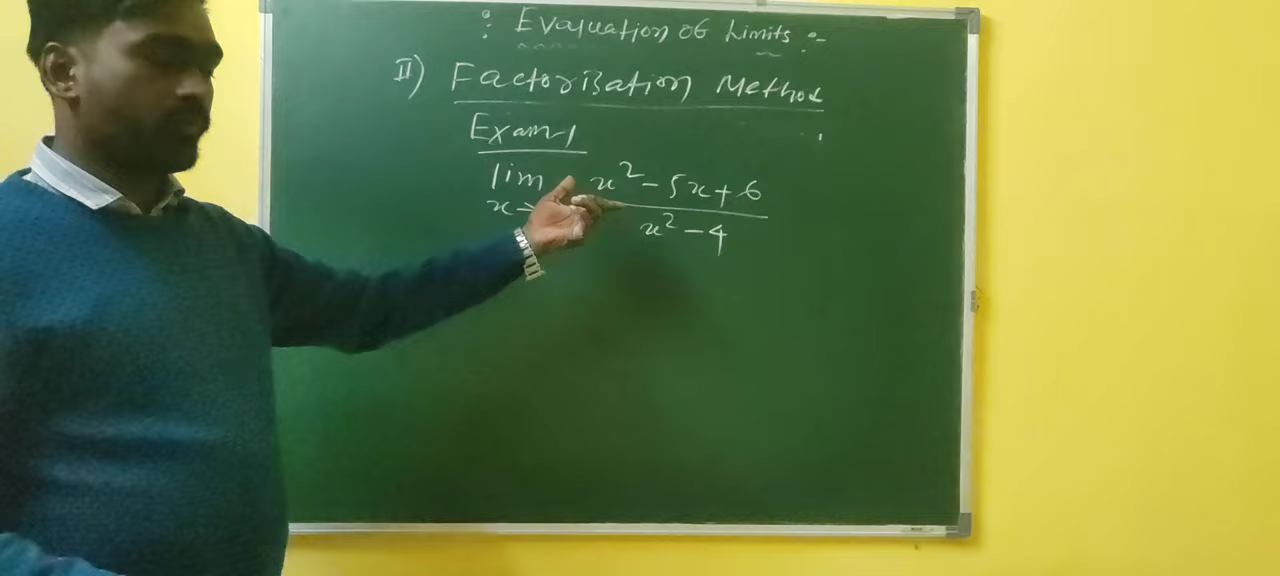 : Evaluation of Limits :-
II) Factorisation Method
Exam-1
lim x² - 5x + 6
x→ x² - 4